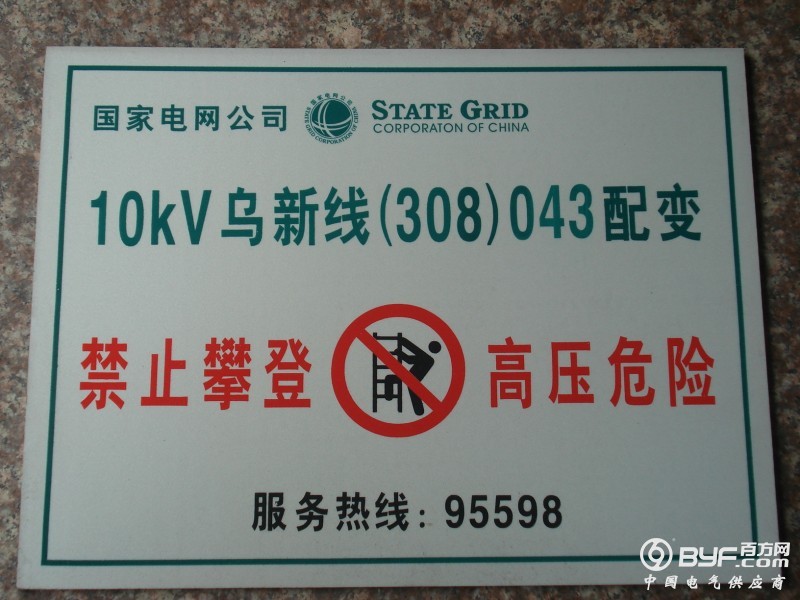 国家电网公司 STATE GRID
CORPORATON OF CHINA
10kV乌新线(308)043配变
禁止攀登 高压危险
服务热线: 95598
BYF.com 百方网
中国电气供应商